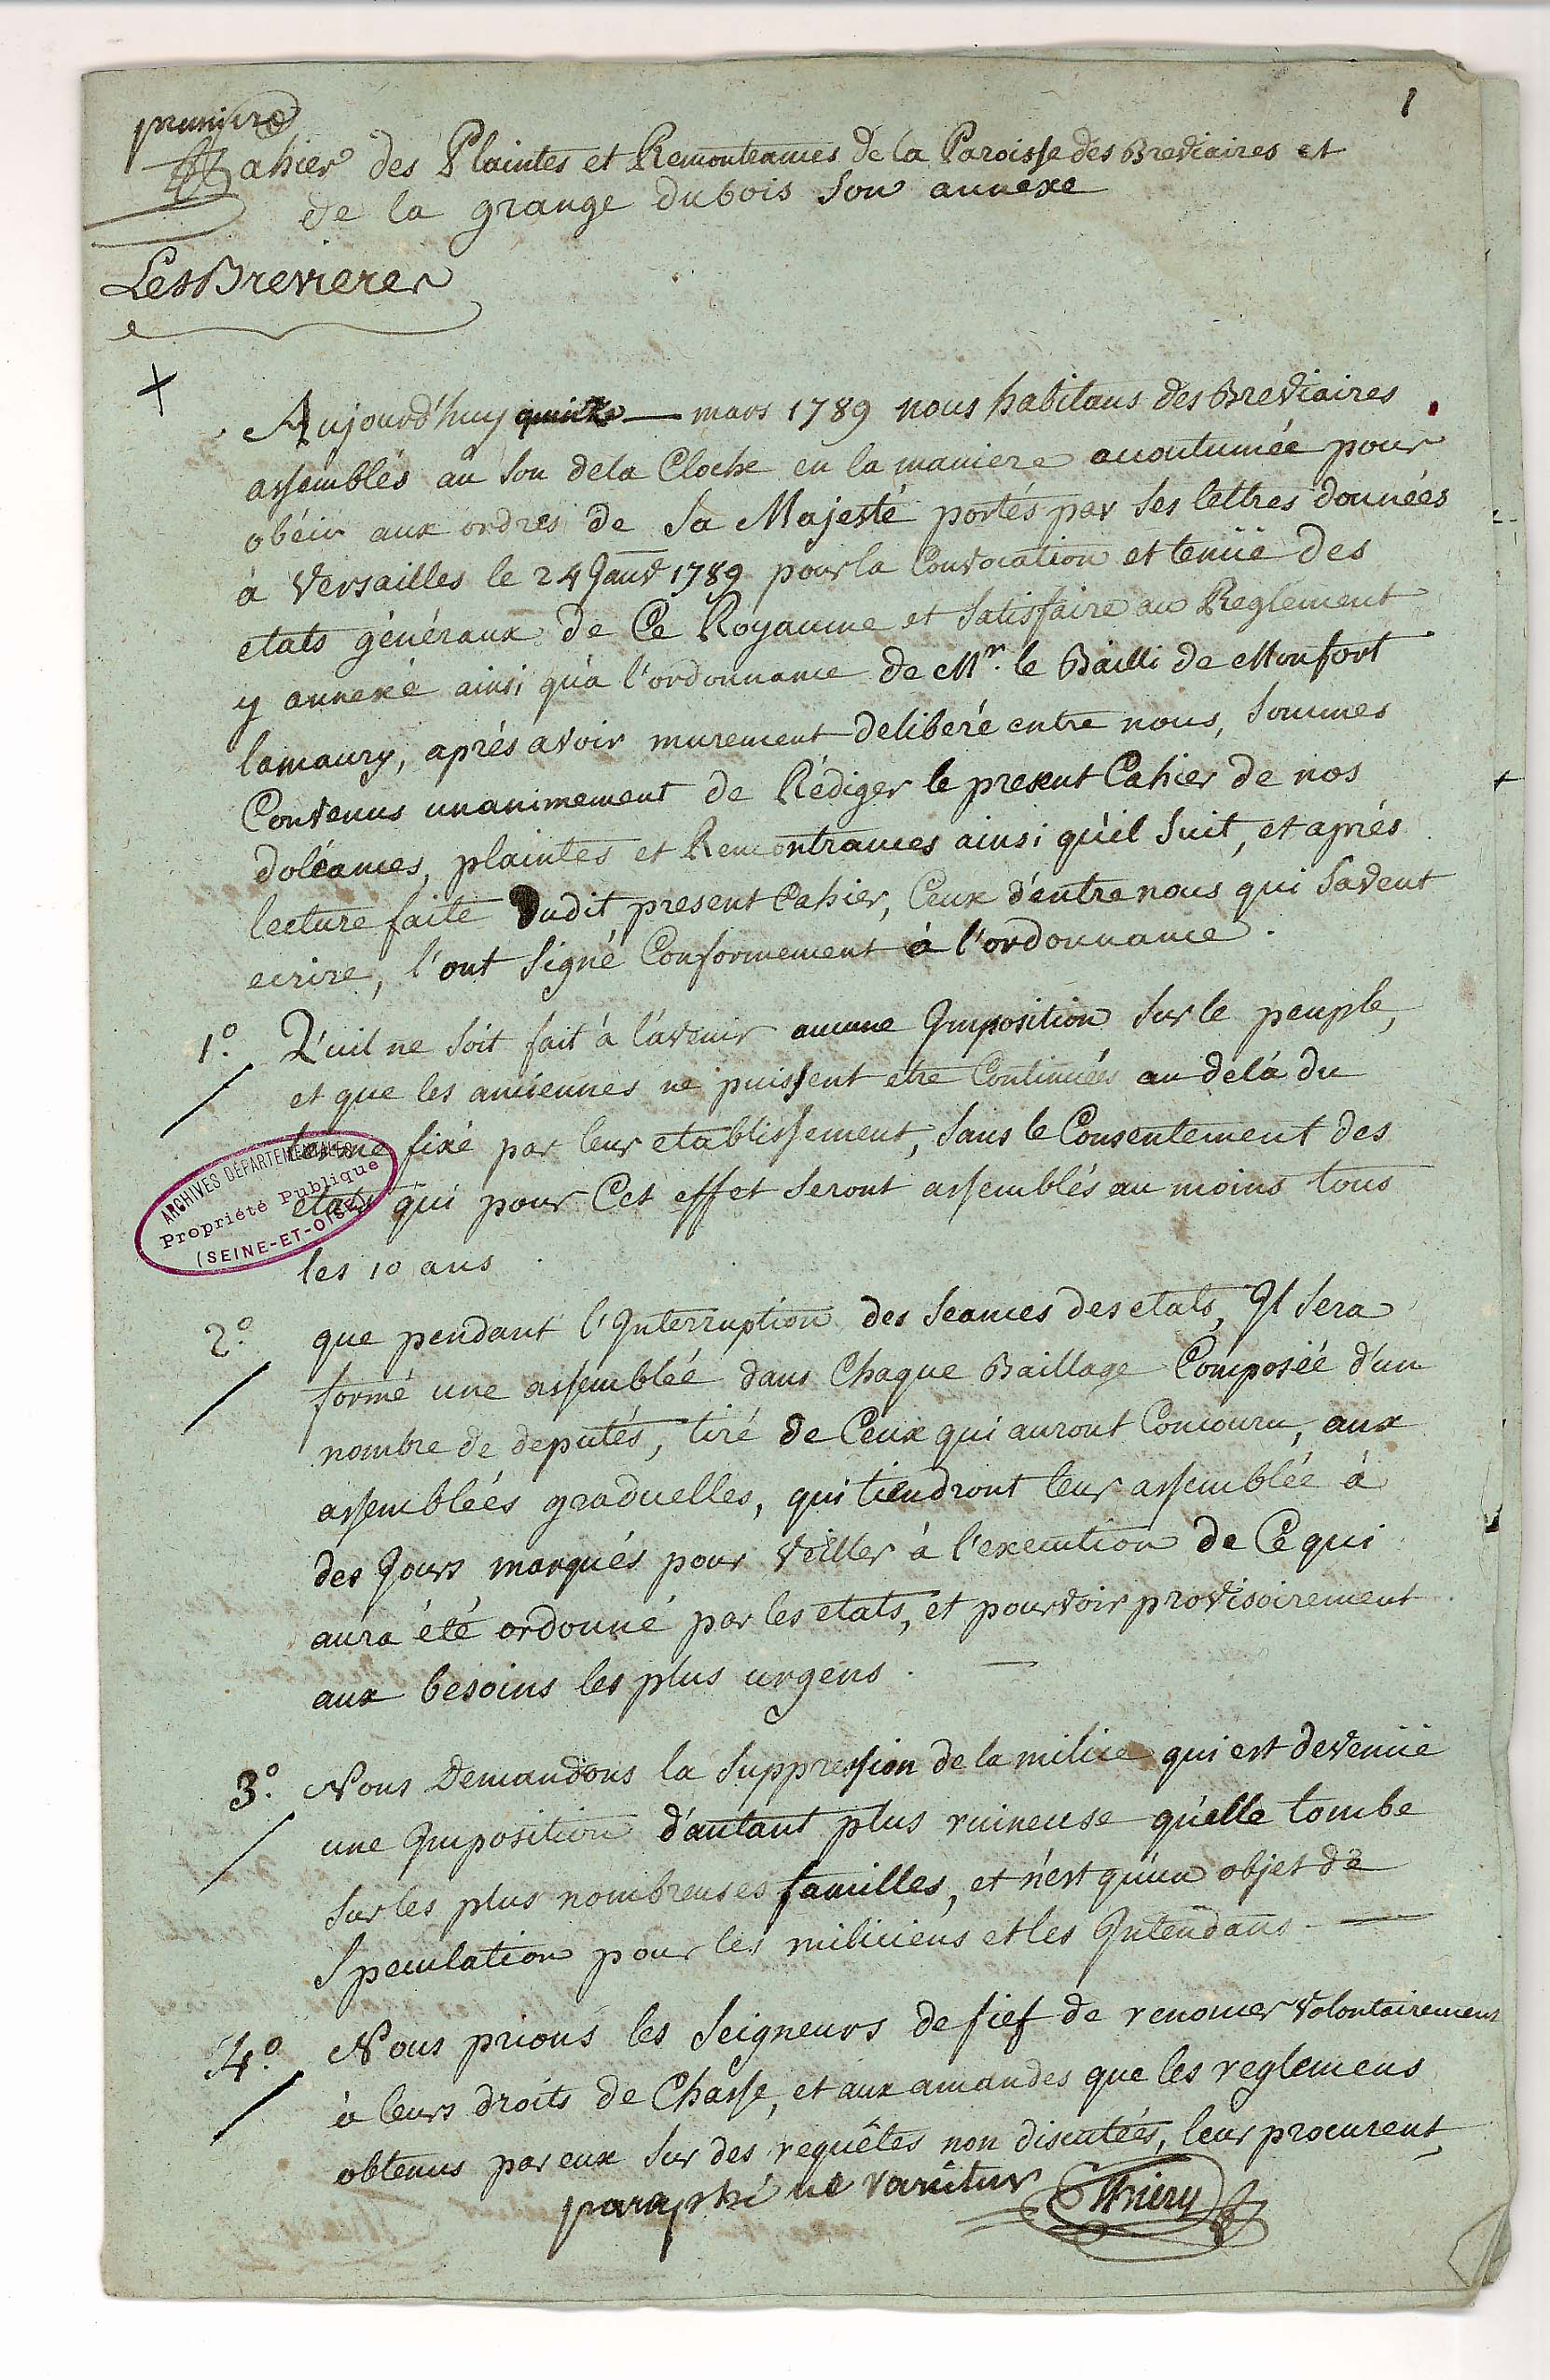 1
premiere
Cahier des Plaintes et Remontrances de la Paroisse des Breviaires et
de la grange dubois son annexe
Les Brevieres
Aujourd'huy quinze mars 1789 nous habitans des Breviaires
assemblés au son de la Cloche en la maniere accoutumée pour
obéir aux ordres de sa Majesté portés par ses lettres données
à Versailles le 24 Janv 1789 pour la Convocation et tenüe des
etats généraux de Ce Royaume et satisfaire au Reglement
y annexé ainsi qu'à l'ordonnance de Mr. le Bailli de Monfort
lamaury, aprés avoir murement deliberé entre nous, sommes
Convenus unanimement de Rédiger le present Cahier de nos
doléances, plaintes et Remontrances ainsi qu'il suit, et aprés
lecture faite dudit present Cahier, Ceux d'entre nous qui savent
ecrire, l'ont signé Conformement à l'ordonnance.
1º. Qu'il ne soit fait à l'avenir aucune Imposition sur le peuple,
et que les anciennes ne puissent etre Continuées au delà du
terme fixé par leur etablissement, sans le Consentement des
etats qui pour Cet effet seront assemblés au moins tous
les 10 ans.
ARCHIVES DÉPARTEMENTALES
Propriété Publique
(SEINE-ET-OISE)
2º. que pendant l'Interruption des seances des etats, Il sera
formé une assemblée dans Chaque Baillage Composée d'un
nombre de deputés, tiré de Ceux qui auront Concouru, aux
assemblées graduelles, qui tiendront leur assemblée à
des Jours marqués pour veiller à l'execution de Ce qui
aura été ordonné par les etats, et pourvoir provisoirement
aux besoins les plus urgens.
3º. Nous Demandons la suppression de la milice qui est devenüe
une Imposition d'autant plus ruineuse qu'elle tombe
sur les plus nombreuses familles, et n'est qu'un objet de
speculation pour les miliciens et les Intendans
4º. Nous prions les seigneurs de fief de renoncer volontairement
à leurs droits de Chasse, et aux amandes que les reglemens
obtenus par eux sur des requêtes non discutées, leur procurent
paraphé ne varietur Thiery